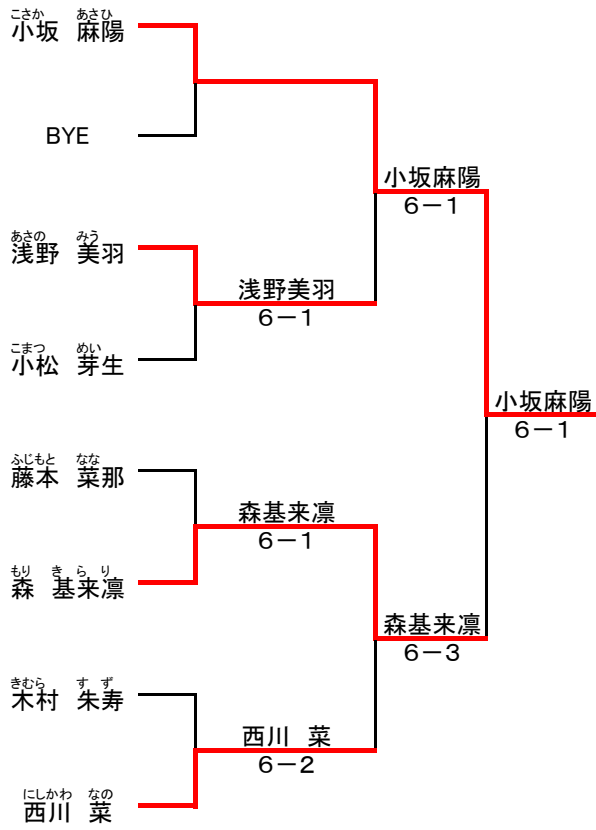 こさか あさひ
小坂 麻陽
BYE
小坂麻陽
6－1
あさの みう
浅野 美羽
浅野美羽
6－1
こまつ めい
小松 芽生
小坂麻陽
6－1
ふじもと なな
藤本 菜那
森基来凛
6－1
もり き ら り
森 基来凛
森基来凛
6－3
きむら す ず
木村 朱寿
西川 菜
6－2
にしかわ なの
西川 菜